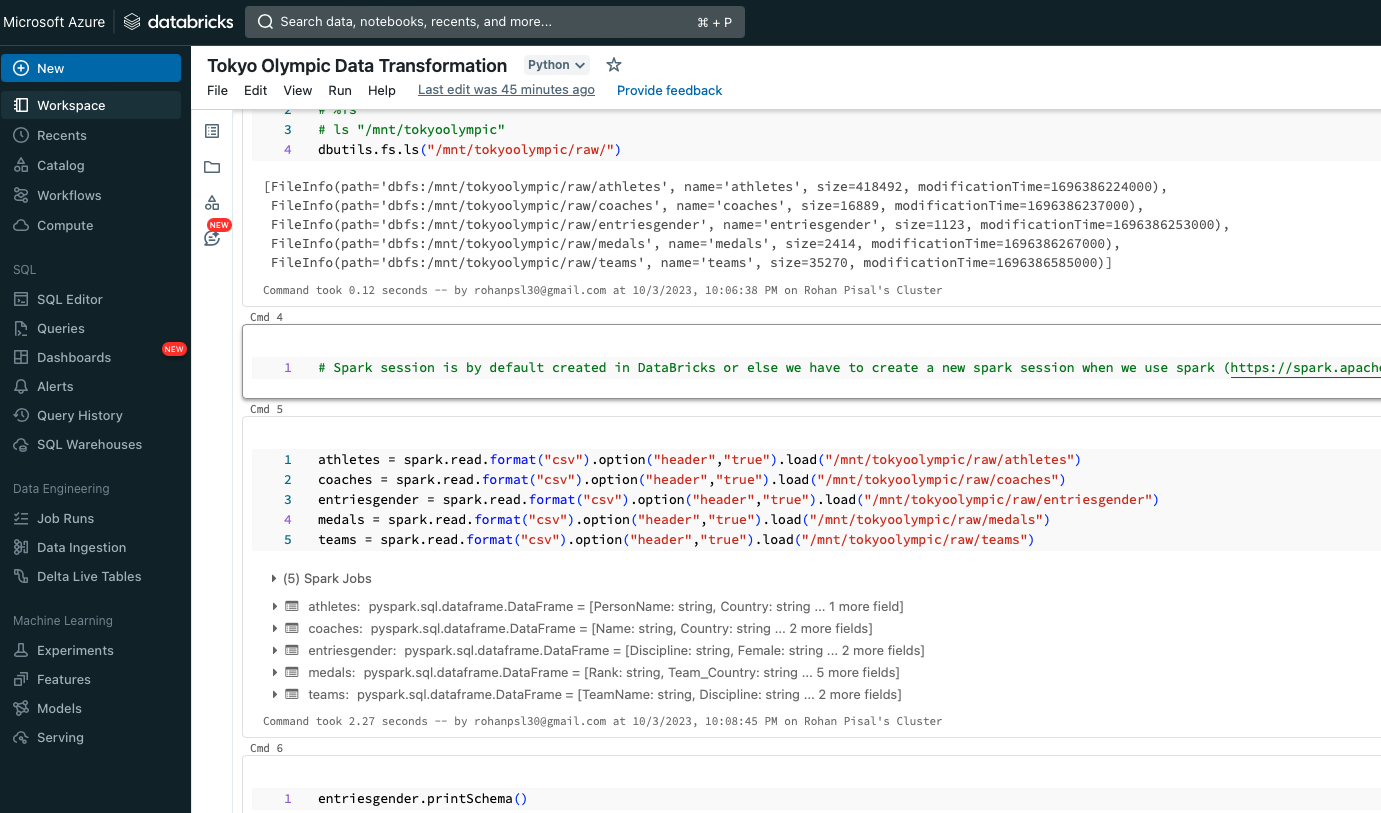 Microsoft Azure databricks Search data, notebooks, recents, and more... ⌘ + P
New
Workspace
Recents
Catalog
Workflows
Compute
SQL
SQL Editor
Queries
Dashboards NEW
Alerts
Query History
SQL Warehouses
Data Engineering
Job Runs
Data Ingestion
Delta Live Tables
Machine Learning
Experiments
Features
Models
Serving
Tokyo Olympic Data Transformation Python
File Edit View Run Help Last edit was 45 minutes ago Provide feedback
NEW
2 # %fs
3 # ls "/mnt/tokyoolympic"
4 dbutils.fs.ls("/mnt/tokyoolympic/raw/")
[FileInfo(path='dbfs:/mnt/tokyoolympic/raw/athletes', name='athletes', size=418492, modificationTime=1696386224000),
FileInfo(path='dbfs:/mnt/tokyoolympic/raw/coaches', name='coaches', size=16889, modificationTime=1696386237000),
FileInfo(path='dbfs:/mnt/tokyoolympic/raw/entriesgender', name='entriesgender', size=1123, modificationTime=1696386253000),
FileInfo(path='dbfs:/mnt/tokyoolympic/raw/medals', name='medals', size=2414, modificationTime=1696386267000),
FileInfo(path='dbfs:/mnt/tokyoolympic/raw/teams', name='teams', size=35270, modificationTime=1696386585000)]
Command took 0.12 seconds -- by rohanpsl30@gmail.com at 10/3/2023, 10:06:38 PM on Rohan Pisal's Cluster
Cmd 4
1 # Spark session is by default created in DataBricks or else we have to create a new spark session when we use spark (https://spark.apache
Cmd 5
1 athletes = spark.read.format("csv").option("header","true").load("/mnt/tokyoolympic/raw/athletes")
2 coaches = spark.read.format("csv").option("header","true").load("/mnt/tokyoolympic/raw/coaches")
3 entriesgender = spark.read.format("csv").option("header","true").load("/mnt/tokyoolympic/raw/entriesgender")
4 medals = spark.read.format("csv").option("header","true").load("/mnt/tokyoolympic/raw/medals")
5 teams = spark.read.format("csv").option("header","true").load("/mnt/tokyoolympic/raw/teams")
(5) Spark Jobs
athletes: pyspark.sql.dataframe.DataFrame = [PersonName: string, Country: string ... 1 more field]
coaches: pyspark.sql.dataframe.DataFrame = [Name: string, Country: string ... 2 more fields]
entriesgender: pyspark.sql.dataframe.DataFrame = [Discipline: string, Female: string ... 2 more fields]
medals: pyspark.sql.dataframe.DataFrame = [Rank: string, Team_Country: string ... 5 more fields]
teams: pyspark.sql.dataframe.DataFrame = [TeamName: string, Discipline: string ... 2 more fields]
Command took 2.27 seconds -- by rohanpsl30@gmail.com at 10/3/2023, 10:08:45 PM on Rohan Pisal's Cluster
Cmd 6
1 entriesgender.printSchema()